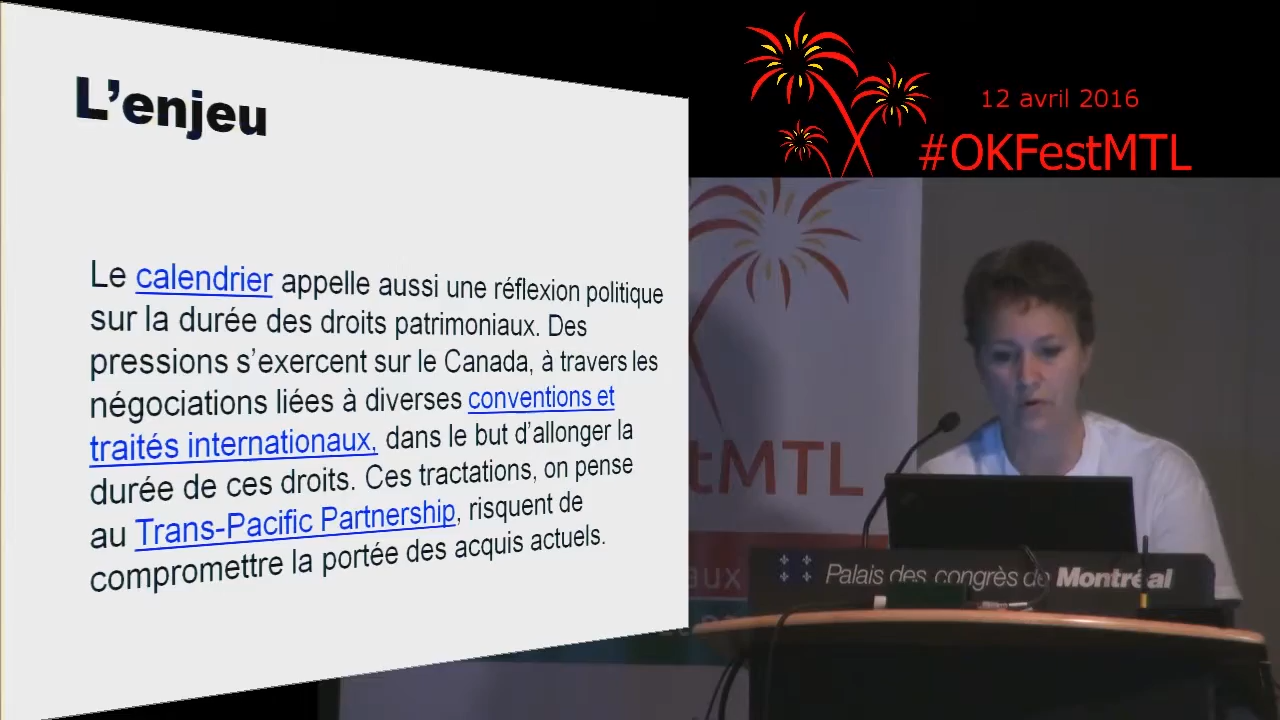 L’enjeu
Le calendrier appelle aussi une réflexion politique
sur la durée des droits patrimoniaux. Des
pressions s’exercent sur le Canada, à travers les
négociations liées à diverses conventions et
traités internationaux, dans le but d’allonger la
durée de ces droits. Ces tractations, on pense
au Trans-Pacific Partnership, risquent de
compromettre la portée des acquis actuels.
12 avril 2016
#OKFestMTL
stMTL
aux
Palais des congrès de Montréal